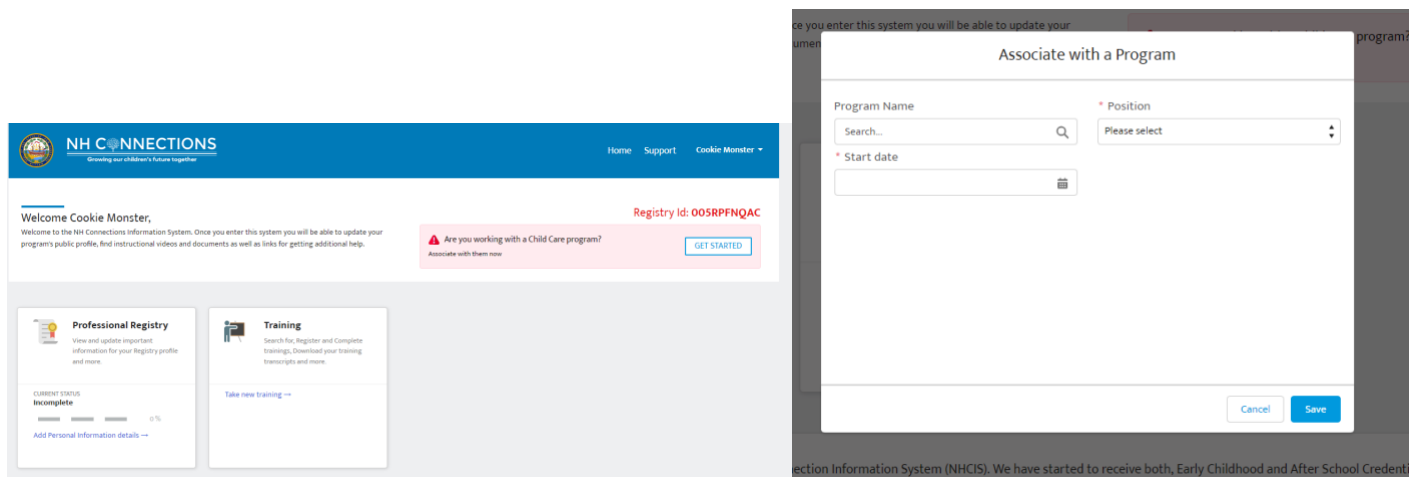 NH CONNECTIONS
Growing our children's future together
Home Support Cookie Monster
Welcome Cookie Monster,
Welcome to the NH Connections Information System. Once you enter this system you will be able to update your
program's public profile, find instructional videos and documents as well as links for getting additional help.
Registry Id: 005RPFNQAC
Are you working with a Child Care program?
Associate with them now
GET STARTED
Professional Registry
View and update important
information for your Registry profile
and more
CURRENT STATUS
Incomplete
0%
Add Personal Information details →
Training
Search for, Register and Complete
trainings, Download your training
transcripts and more.
Take new training →
ce you enter this system you will be able to update your
umen
program?
Associate with a Program
Program Name
Search...
* Position
Please select
* Start date
Cancel Save
ection Information System (NHCIS). We have started to receive both, Early Childhood and After School Credenti